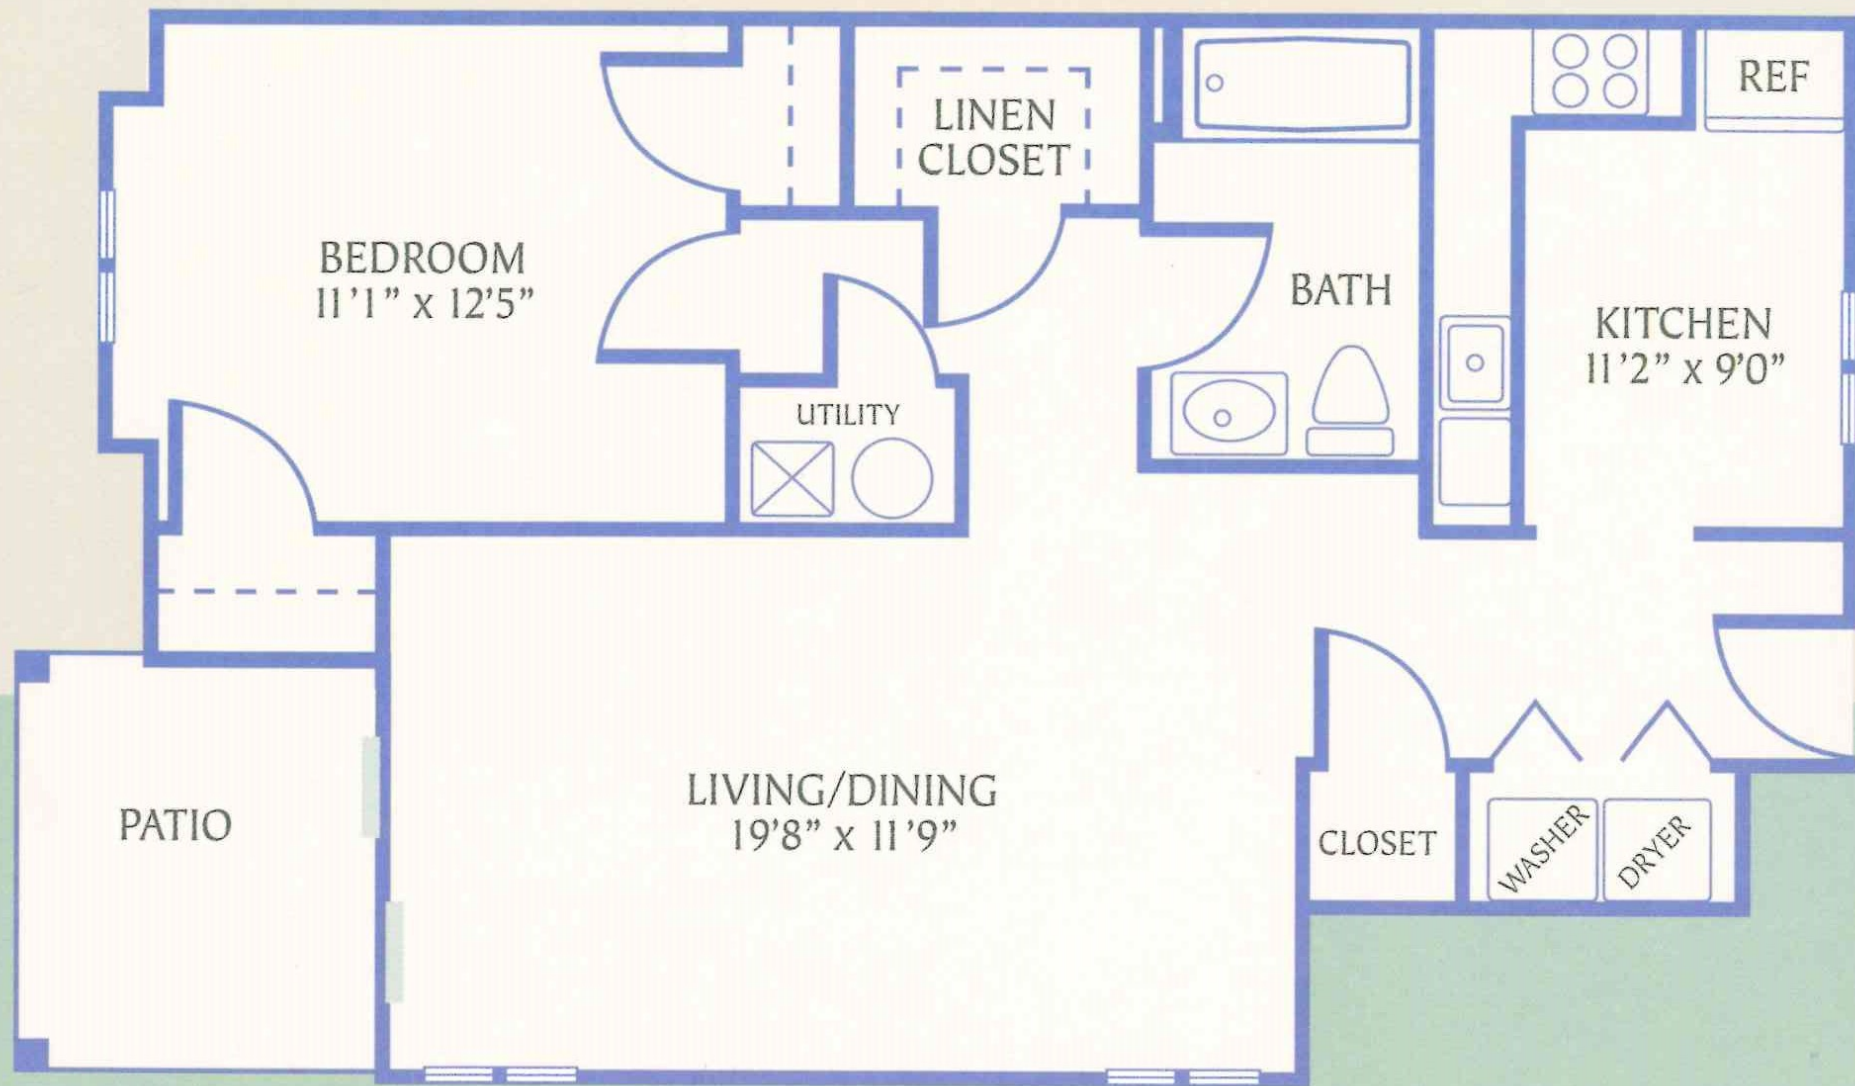 REF
LINEN
CLOSET
BEDROOM
11'1” x 12'5”
BATH
KITCHEN
11'2” x 9'0”
UTILITY
LIVING/DINING
19'8” x 11'9”
PATIO
CLOSET
WASHER
DRYER